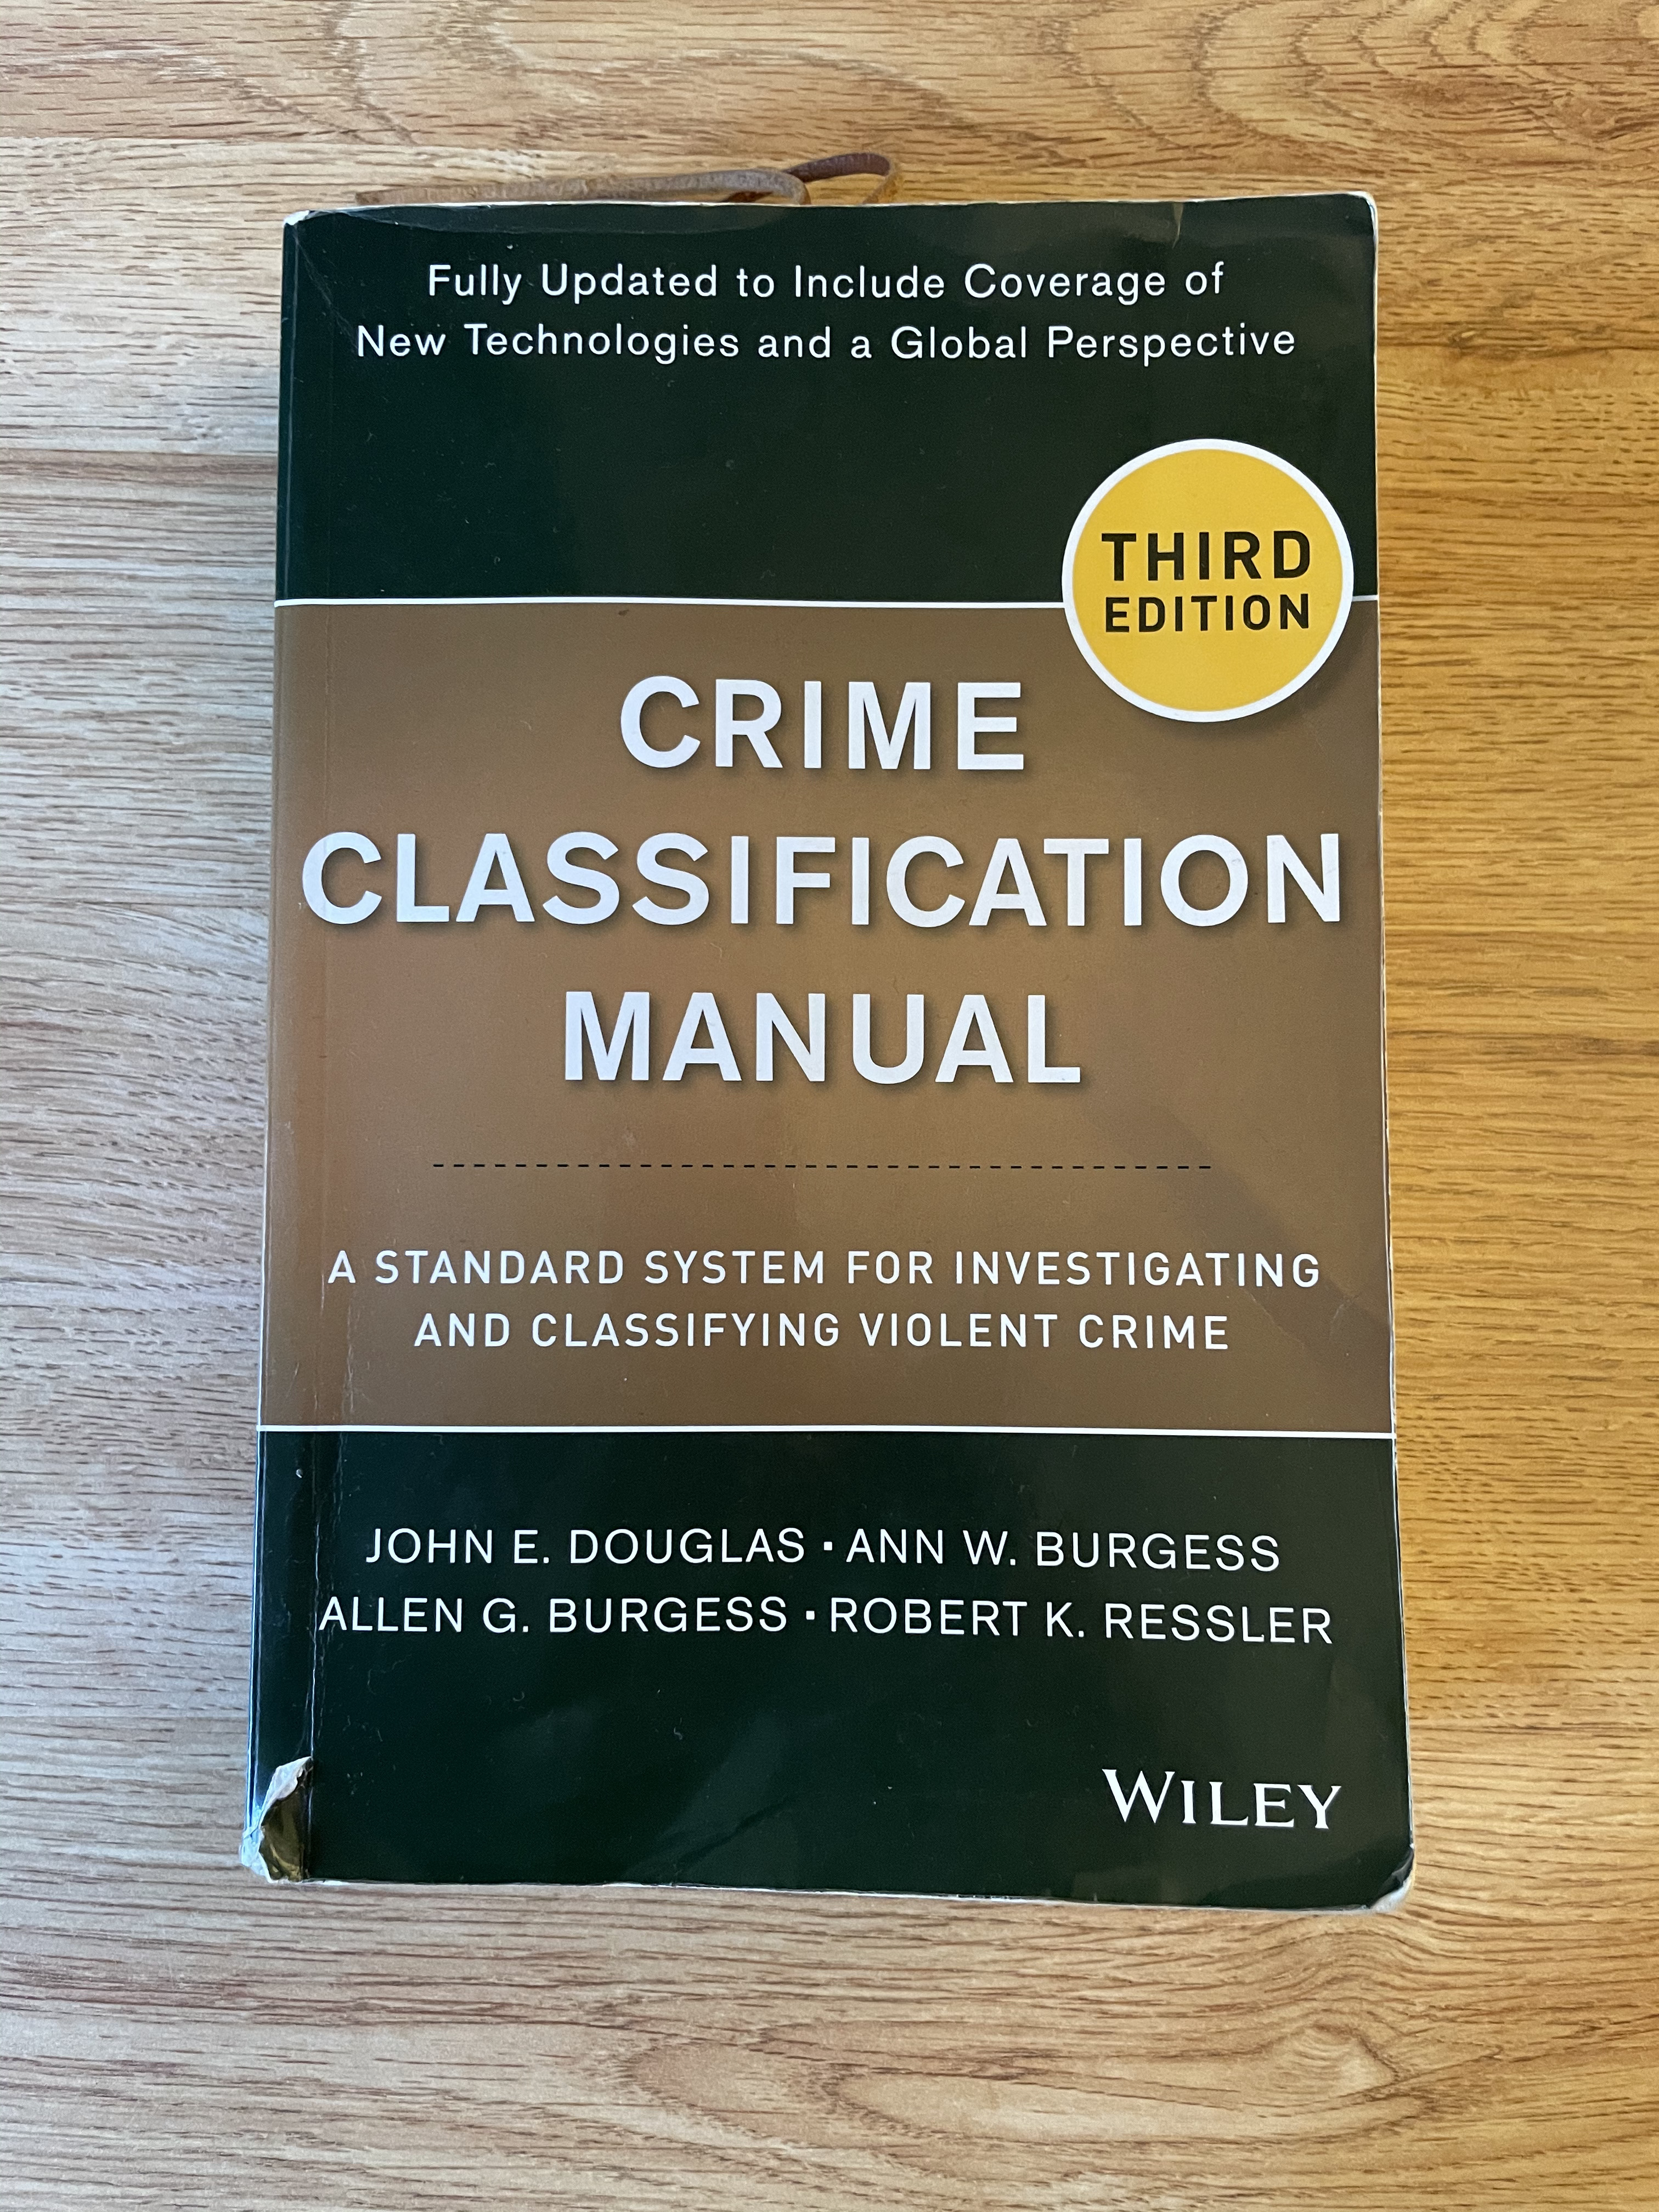 Fully Updated to Include Coverage of
New Technologies and a Global Perspective
THIRD
EDITION
CRIME
CLASSIFICATION
MANUAL
A STANDARD SYSTEM FOR INVESTIGATING
AND CLASSIFYING VIOLENT CRIME
JOHN E. DOUGLAS ▪ ANN W. BURGESS
ALLEN G. BURGESS ▪ ROBERT K. RESSLER
WILEY